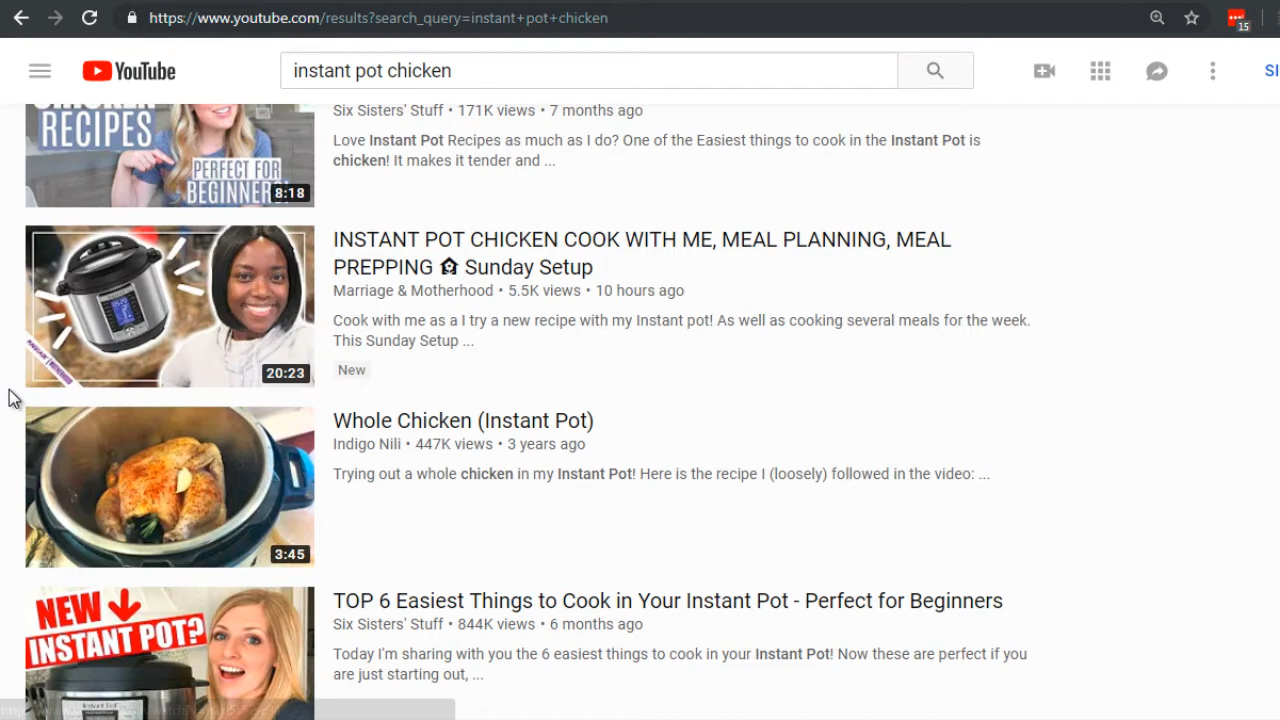 https://www.youtube.com/results?search_query=instant+pot+chicken
15
YouTube
instant pot chicken
SI
RECIPES
PERFECT FOR
BEGINNERS
8:18
Six Sisters' Stuff • 171K views • 7 months ago
Love Instant Pot Recipes as much as I do? One of the Easiest things to cook in the Instant Pot is
chicken! It makes it tender and ...
20:23
INSTANT POT CHICKEN COOK WITH ME, MEAL PLANNING, MEAL
PREPPING 🏠 Sunday Setup
Marriage & Motherhood • 5.5K views • 10 hours ago
Cook with me as a I try a new recipe with my Instant pot! As well as cooking several meals for the week.
This Sunday Setup ...
New
3:45
Whole Chicken (Instant Pot)
Indigo Nili • 447K views • 3 years ago
Trying out a whole chicken in my Instant Pot! Here is the recipe I (loosely) followed in the video: ...
NEW
INSTANT POT?
Instant Pot
TOP 6 Easiest Things to Cook in Your Instant Pot - Perfect for Beginners
Six Sisters' Stuff • 844K views • 6 months ago
Today I'm sharing with you the 6 easiest things to cook in your Instant Pot! Now these are perfect if you
are just starting out, ...